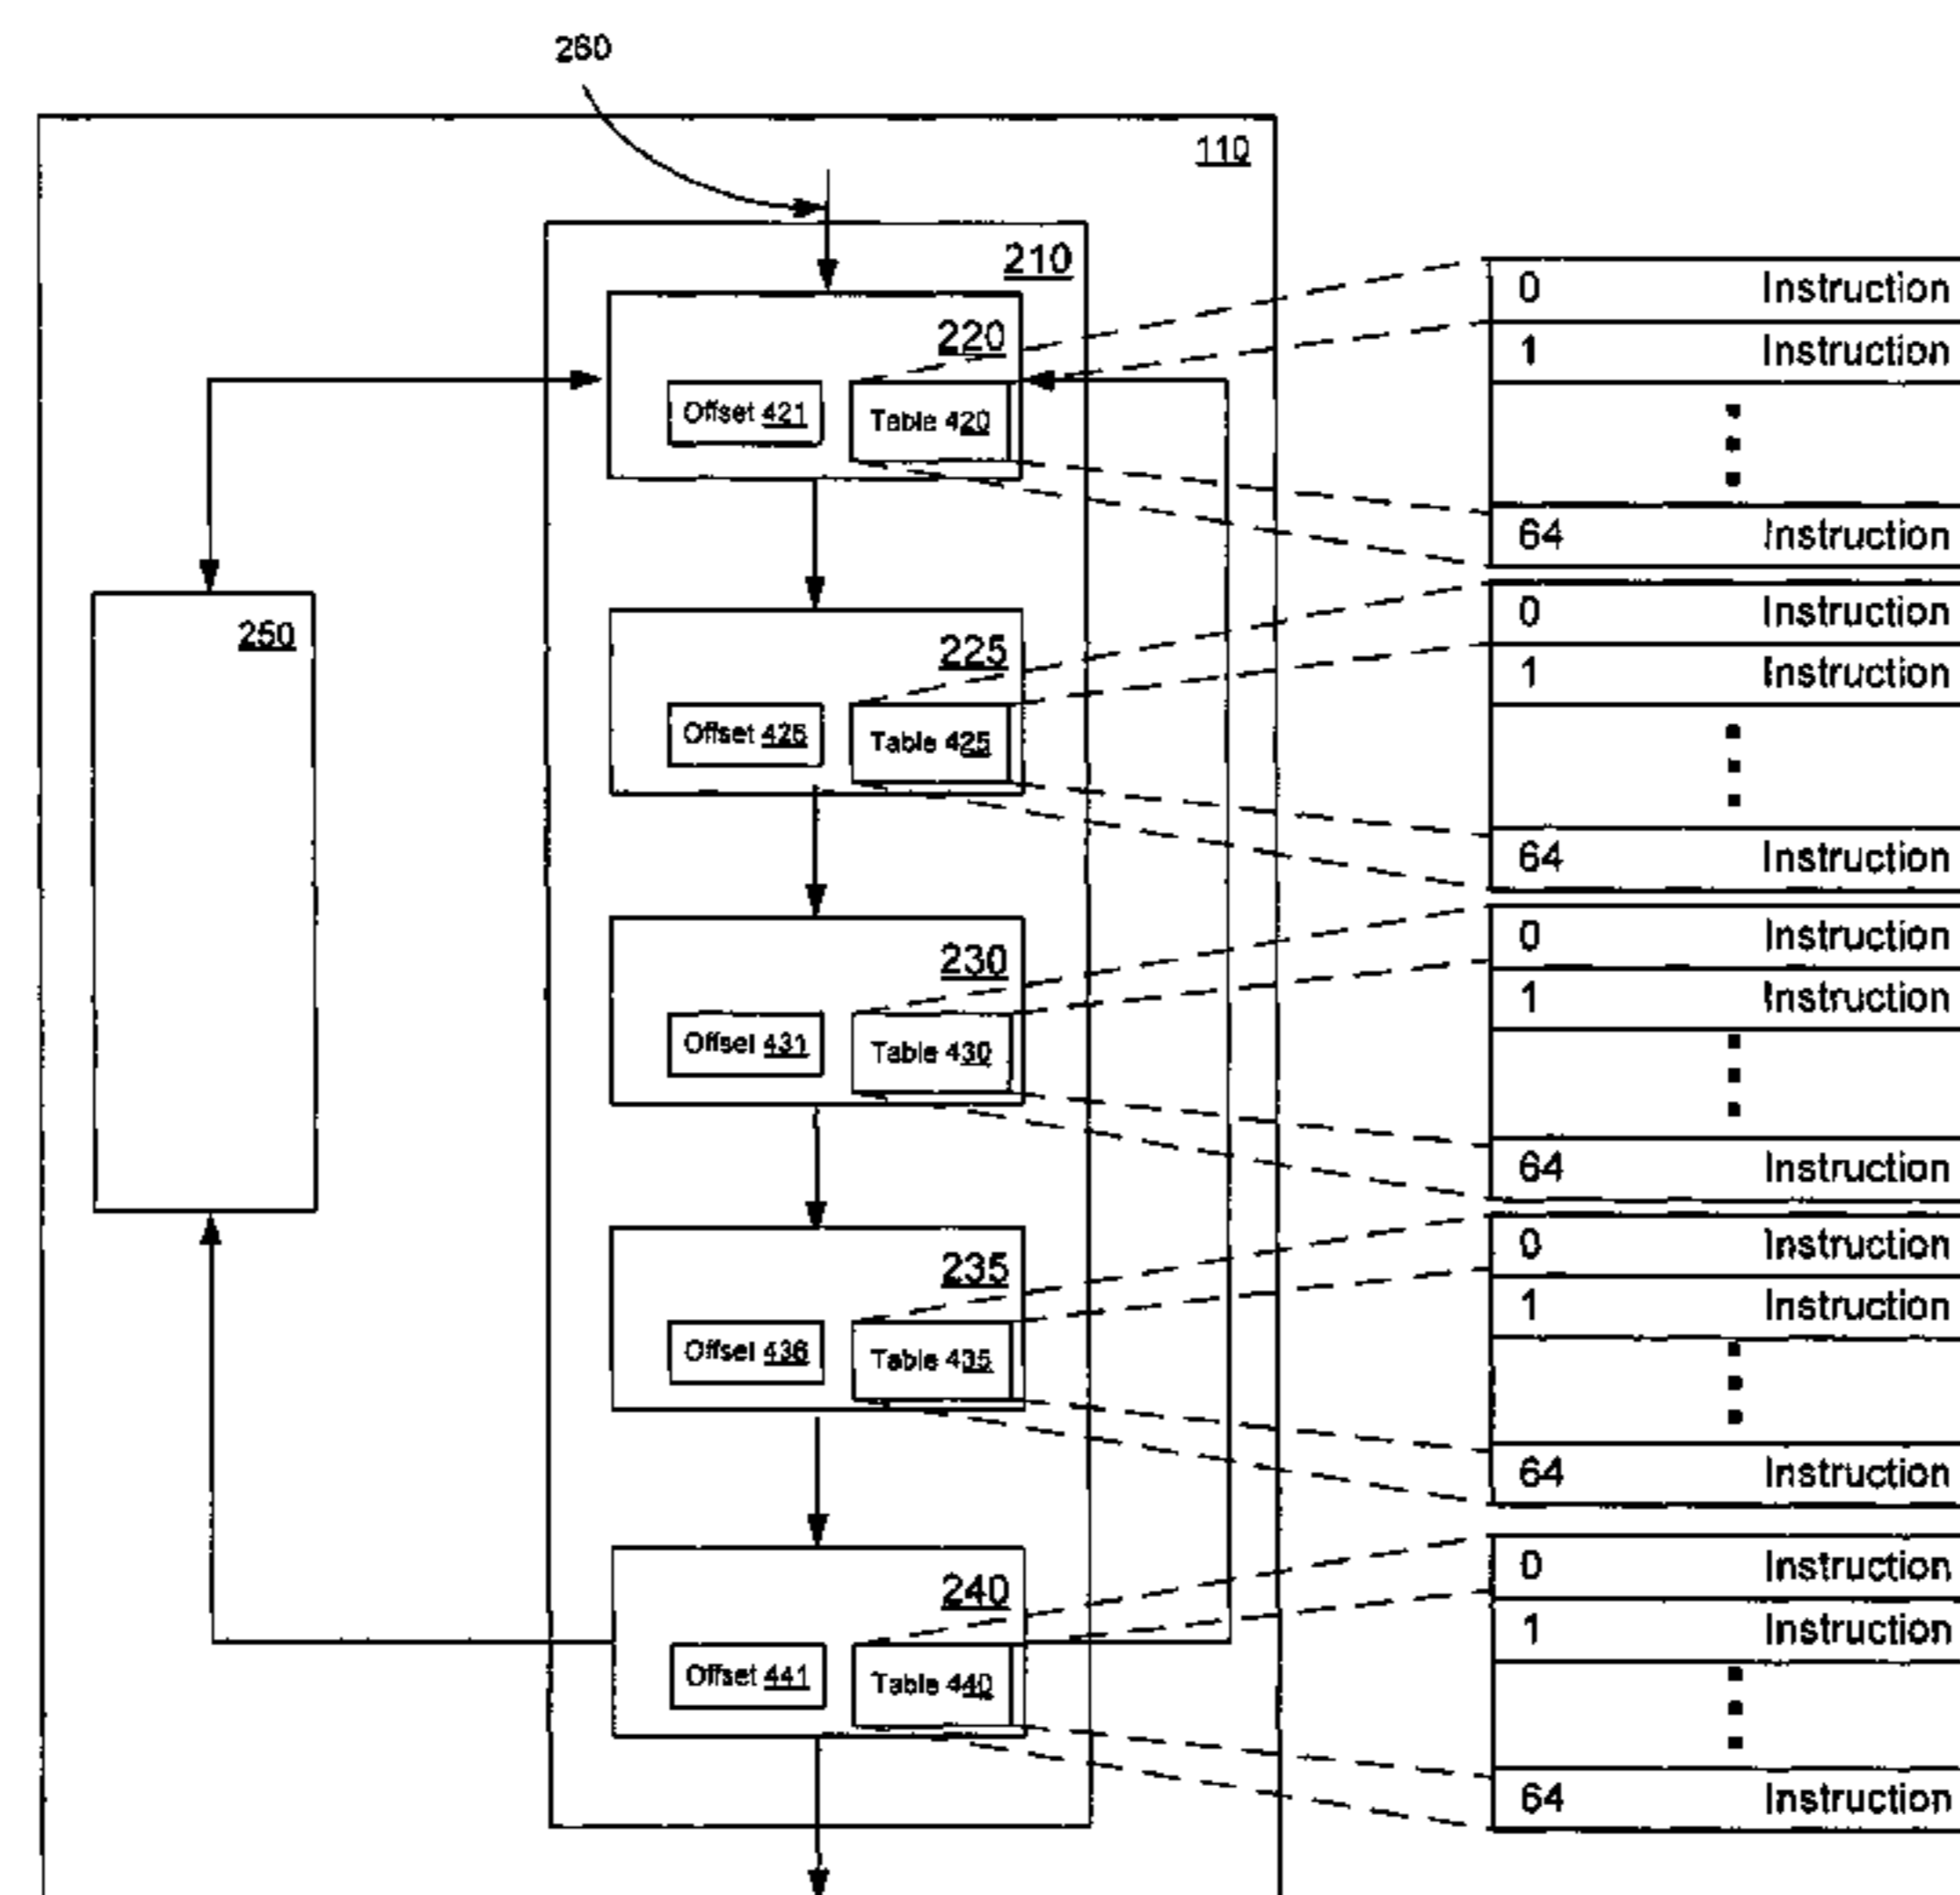 260
110
210
220
Offset 421
Table 420
0 Instruction
1 Instruction
64 Instruction
250
225
Offset 426
Table 425
0 Instruction
1 Instruction
64 Instruction
230
Offset 431
Table 430
0 Instruction
1 Instruction
64 Instruction
235
Offset 436
Table 435
0 Instruction
1 Instruction
64 Instruction
240
Offset 441
Table 440
0 Instruction
1 Instruction
64 Instruction